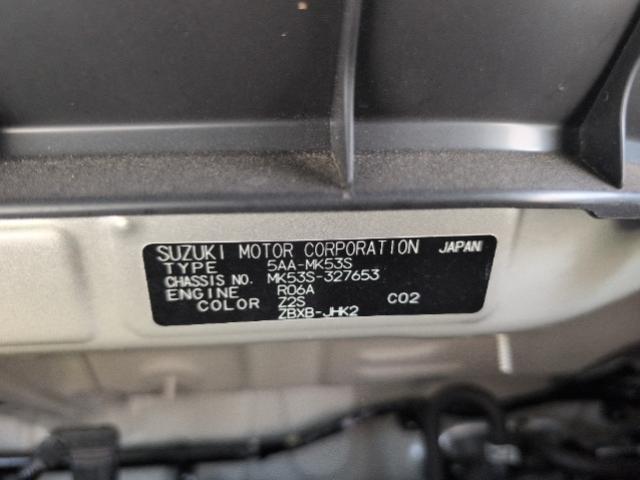 SUZUKI MOTOR CORPORATION JAPAN
TYPE 5AA-MK53S
CHASSIS NO. MK53S-327653
ENGINE R06A
COLOR Z2S C02
ZBXB-JHK2